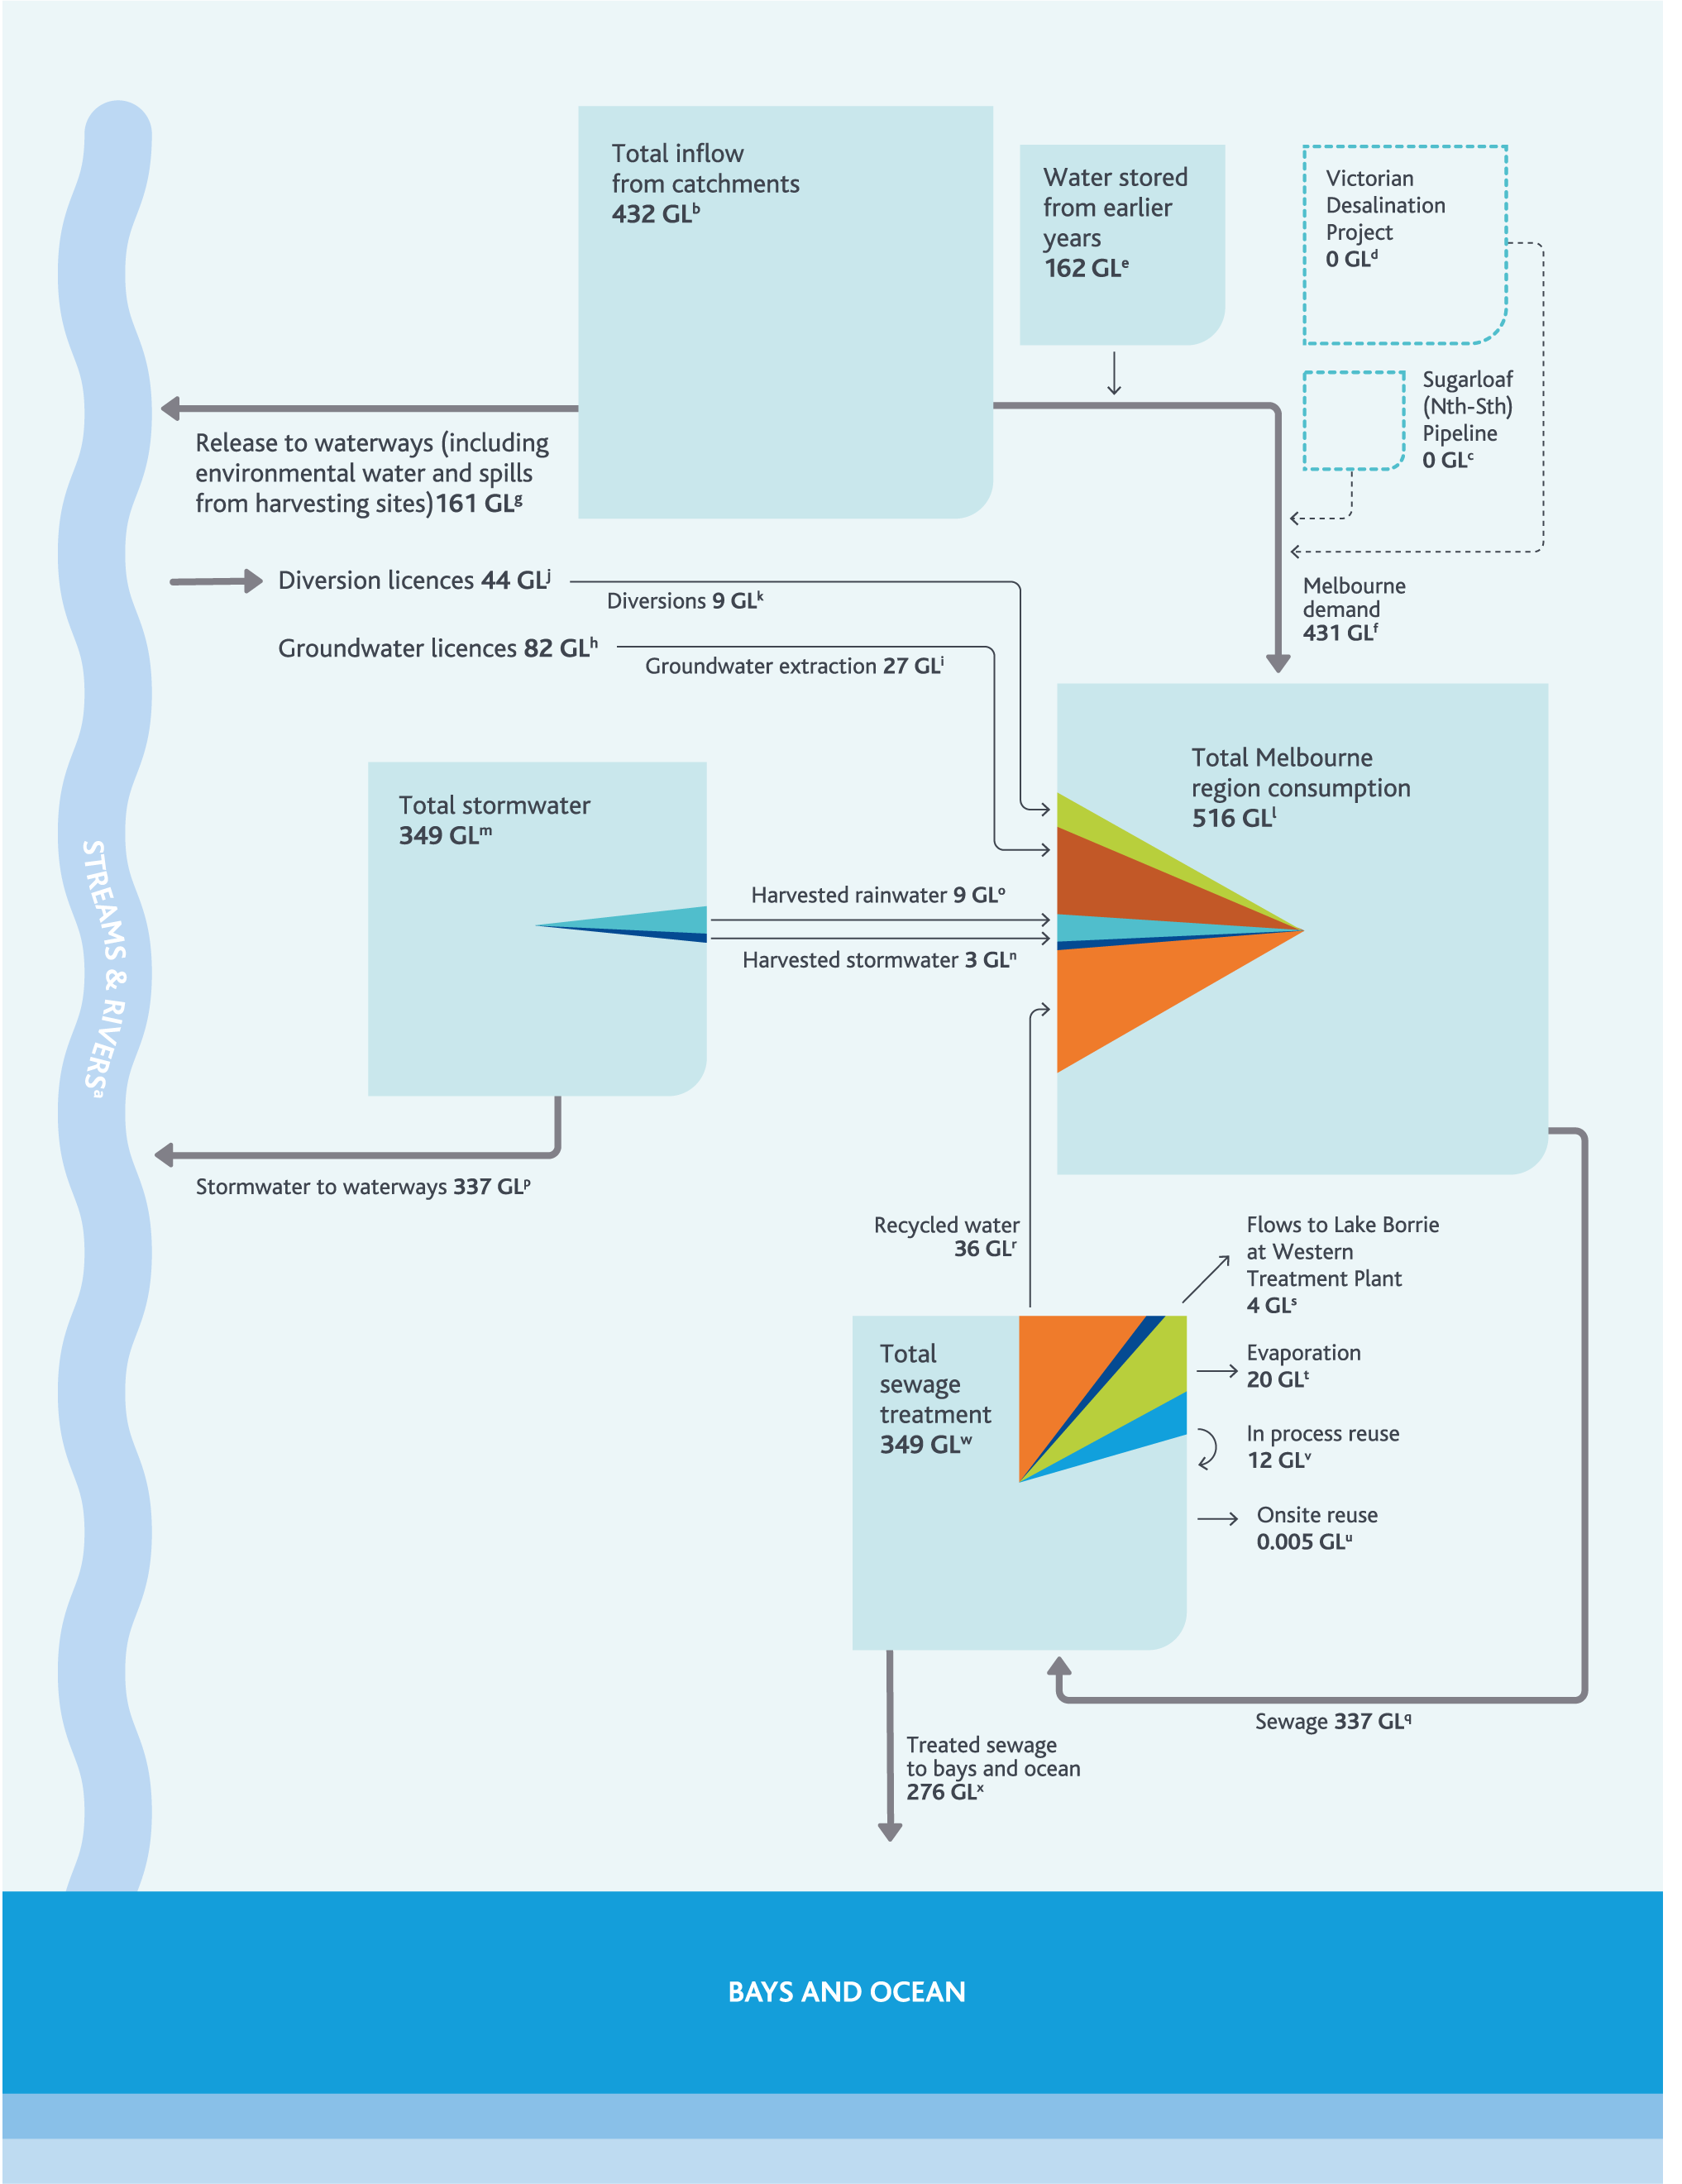 Total inflow
from catchments
432 GLᵇ
Water stored
from earlier
years
162 GLᵉ
Victorian
Desalination
Project
0 GLᵈ
Sugarloaf
(Nth-Sth)
Pipeline
0 GLᶜ
Release to waterways (including
environmental water and spills
from harvesting sites)161 GLᵍ
Diversion licences 44 GLʲ
Diversions 9 GLᵏ
Groundwater licences 82 GLʰ
Groundwater extraction 27 GLⁱ
Melbourne
demand
431 GLᶠ
Total Melbourne
region consumption
516 GLˡ
Total stormwater
349 GLᵐ
Harvested rainwater 9 GLᵒ
Harvested stormwater 3 GLⁿ
STREAMS & RIVERSᵃ
Stormwater to waterways 337 GLᵖ
Recycled water
36 GLʳ
Flows to Lake Borrie
at Western
Treatment Plant
4 GLˢ
Total
sewage
treatment
349 GLʷ
Evaporation
20 GLᵗ
In process reuse
12 GLᵛ
Onsite reuse
0.005 GLᵘ
Sewage 337 GLq
Treated sewage
to bays and ocean
276 GLˣ
BAYS AND OCEAN